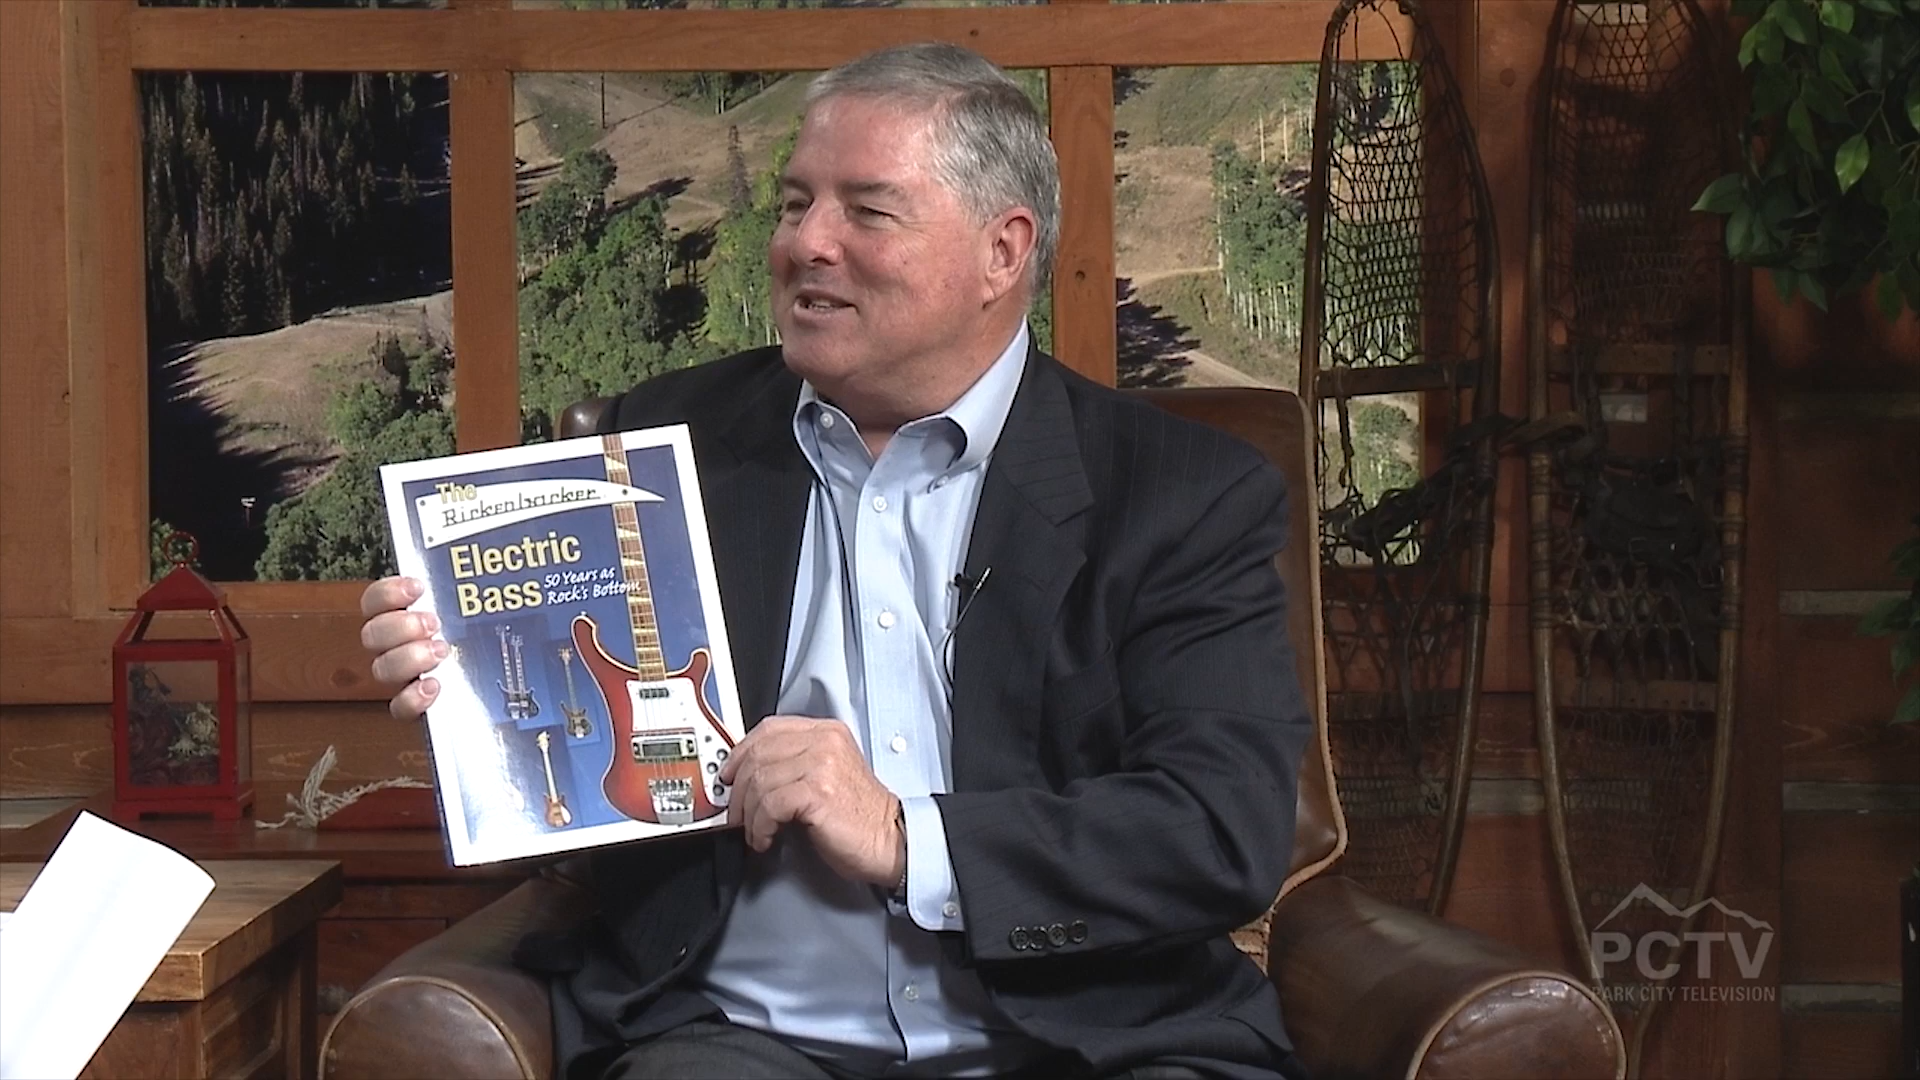 The
Rickenbacker
Electric
Bass
50 Years as
Rock's Bottom
PCTV
PARK CITY TELEVISION